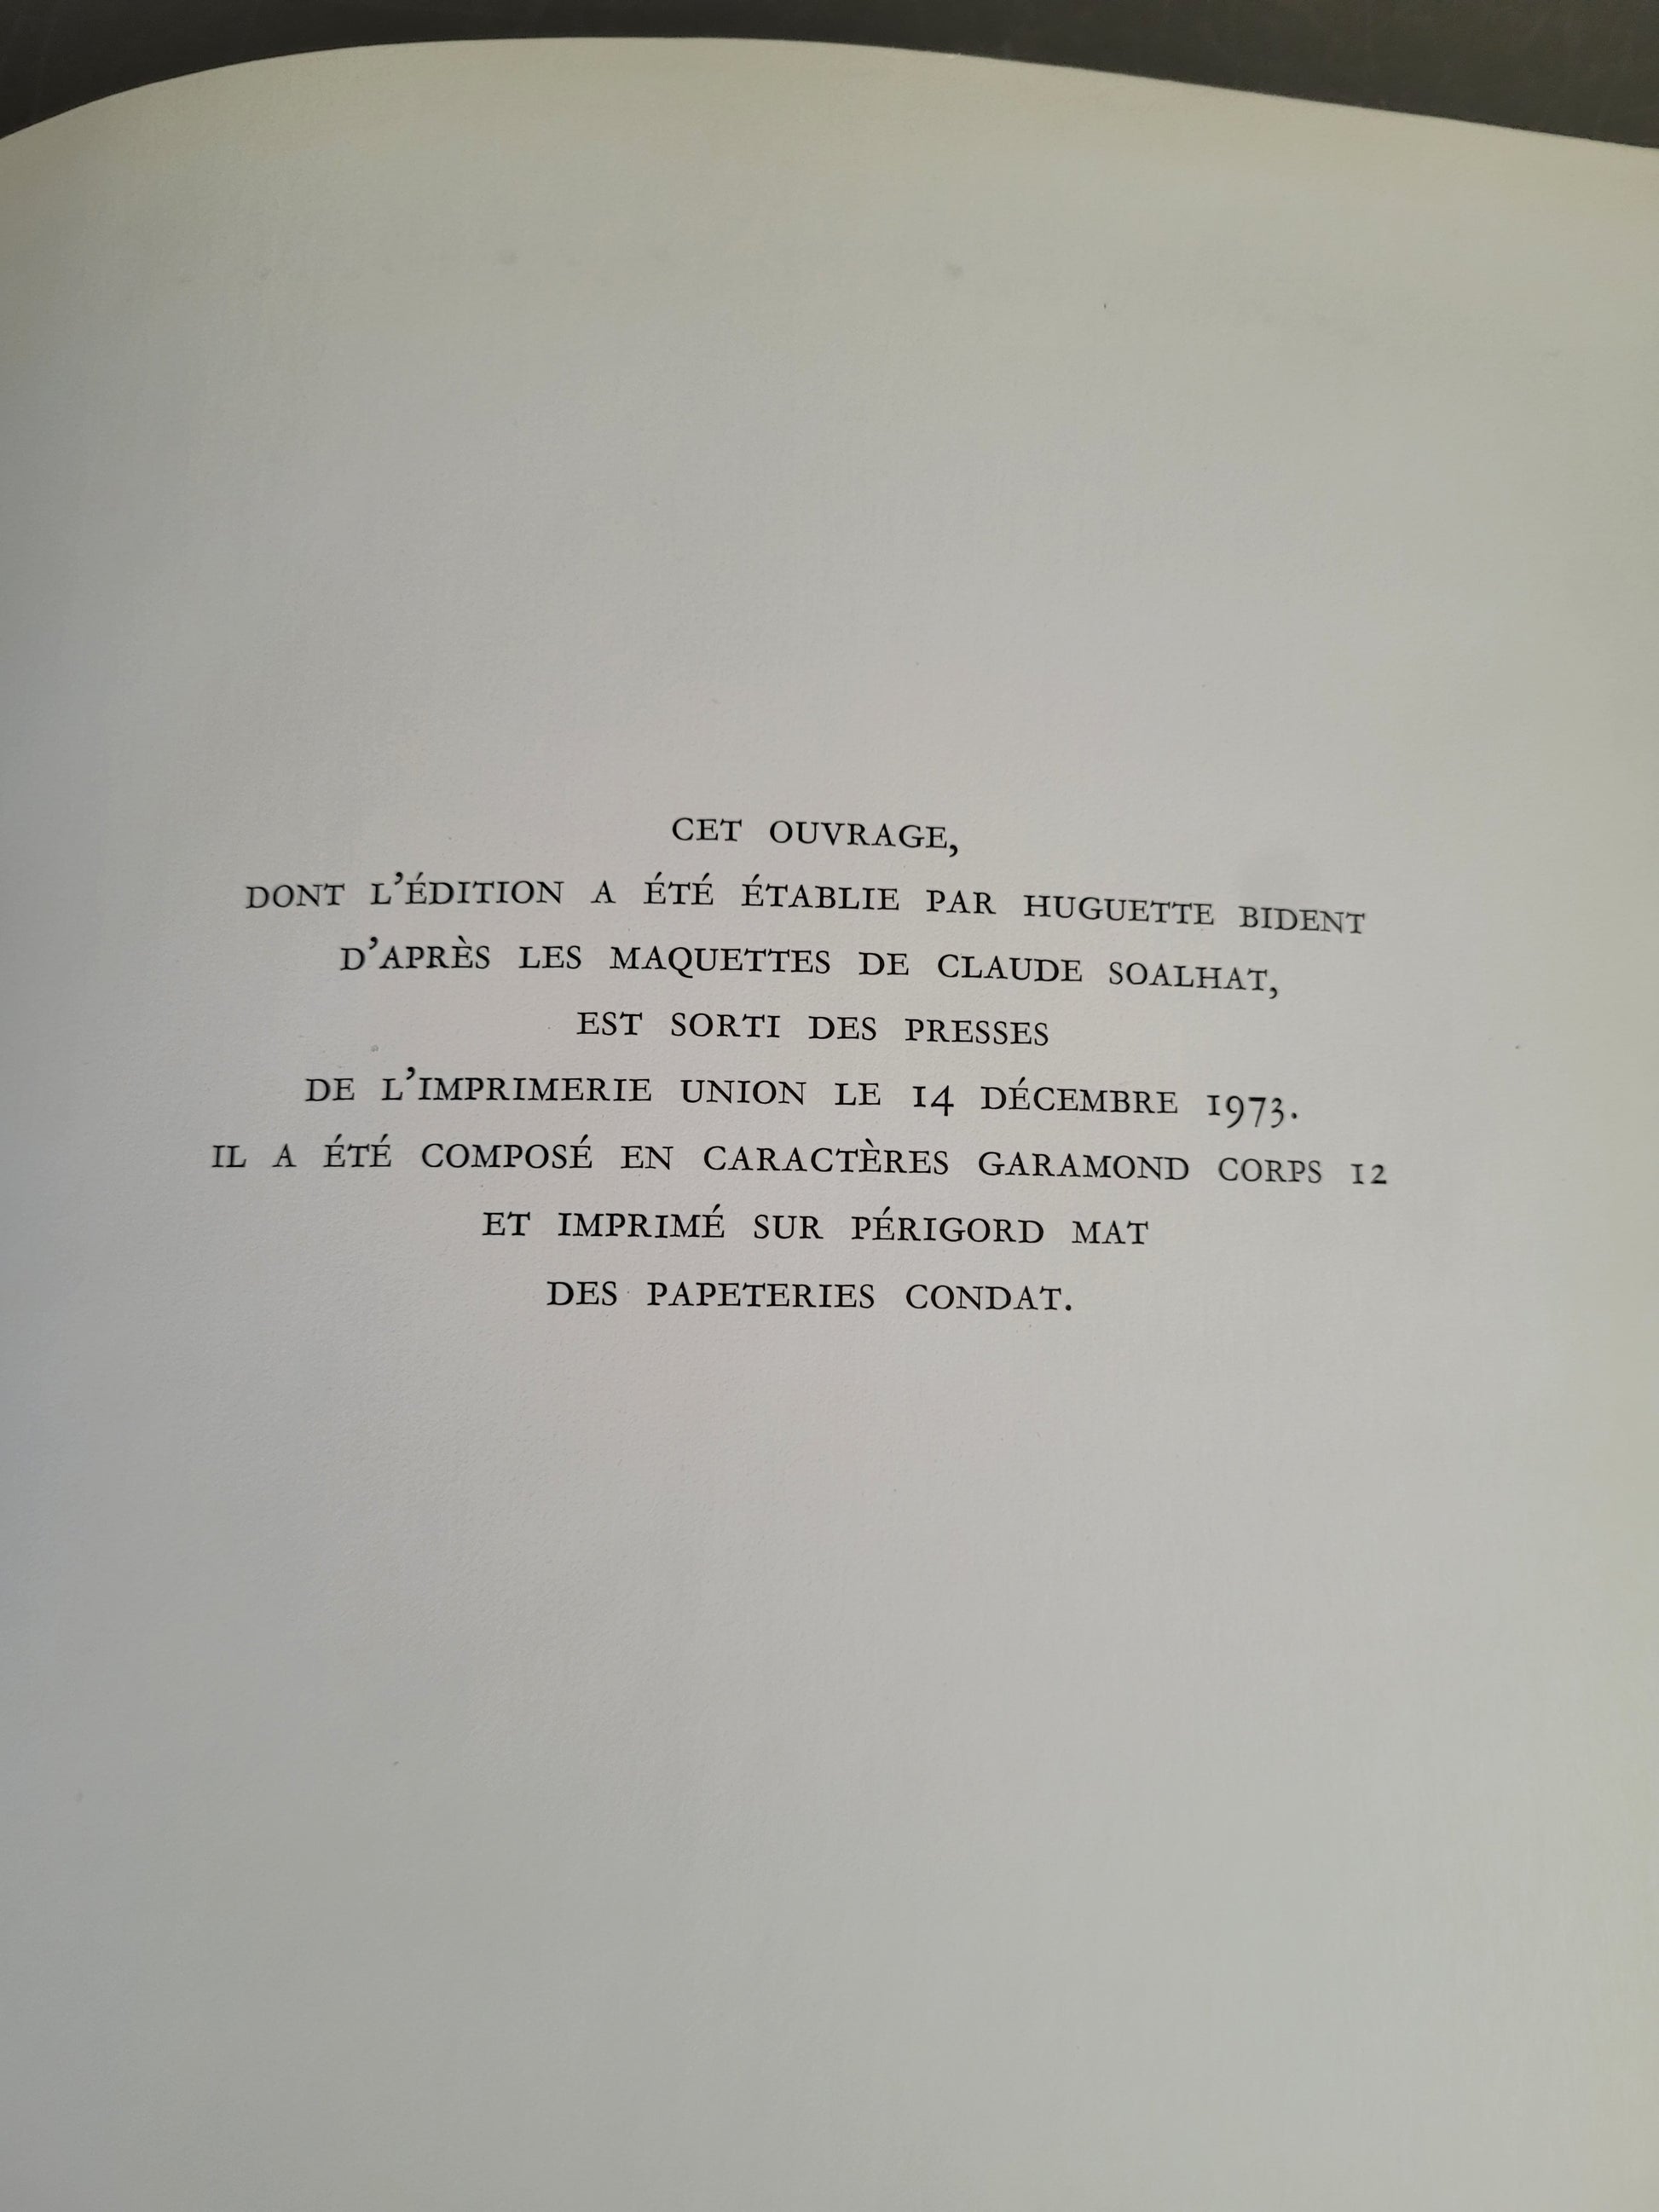 CET OUVRAGE,
DONT L’ÉDITION A ÉTÉ ÉTABLIE PAR HUGUETTE BIDENT
D’APRÈS LES MAQUETTES DE CLAUDE SOALHAT,
EST SORTI DES PRESSES
DE L’IMPRIMERIE UNION LE 14 DÉCEMBRE 1973.
IL A ÉTÉ COMPOSÉ EN CARACTÈRES GARAMOND CORPS 12
ET IMPRIMÉ SUR PÉRIGORD MAT
DES PAPETERIES CONDAT.